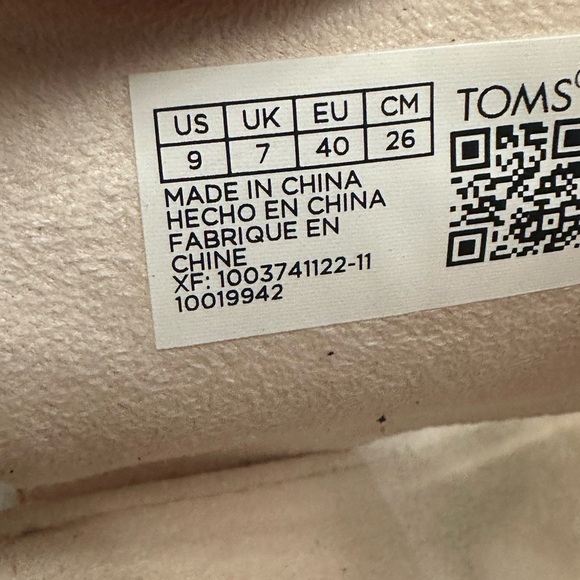 US UK EU CM
9 7 40 26
TOMS®
MADE IN CHINA
HECHO EN CHINA
FABRIQUE EN
CHINE
XF: 1003741122-11
10019942